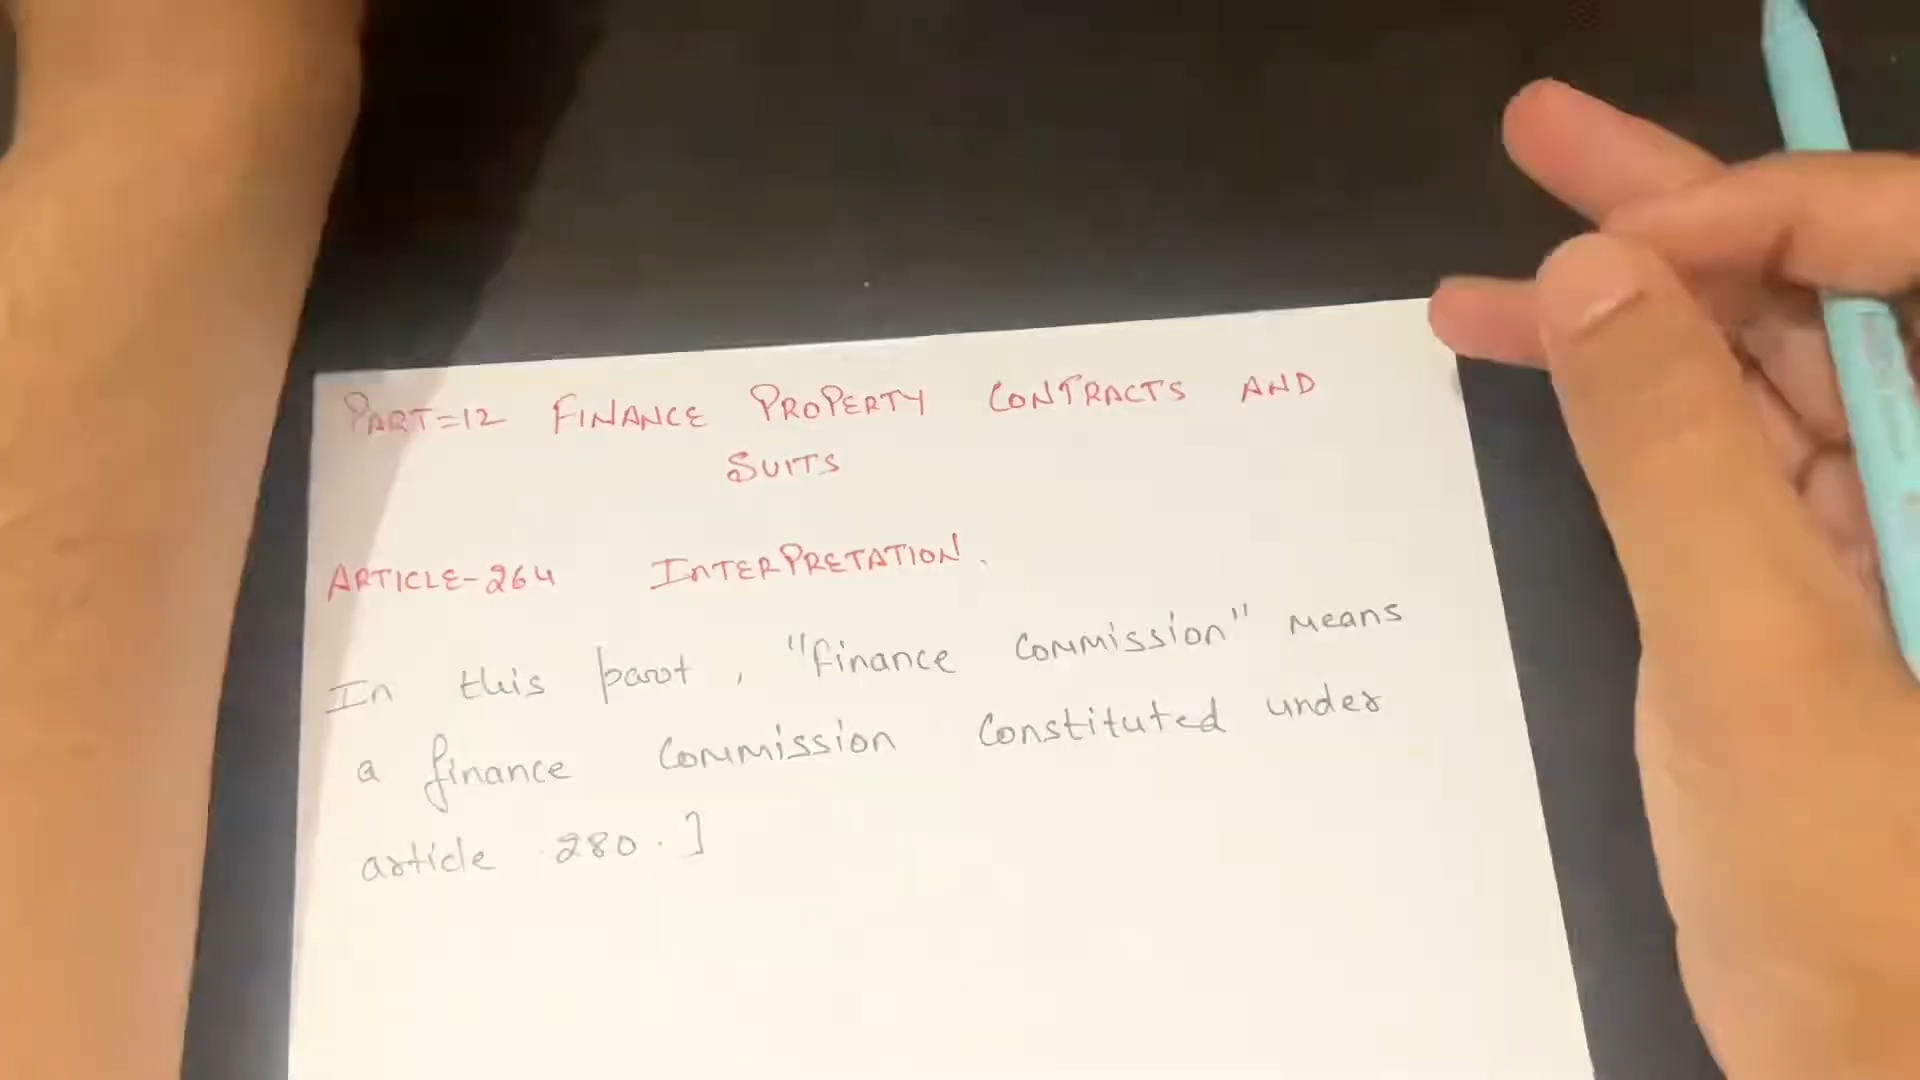 PART=12 FINANCE PROPERTY CONTRACTS AND
SUITS
ARTICLE-264 INTERPRETATION.
In this part, "finance commission" means
a finance commission constituted under
article 280.]